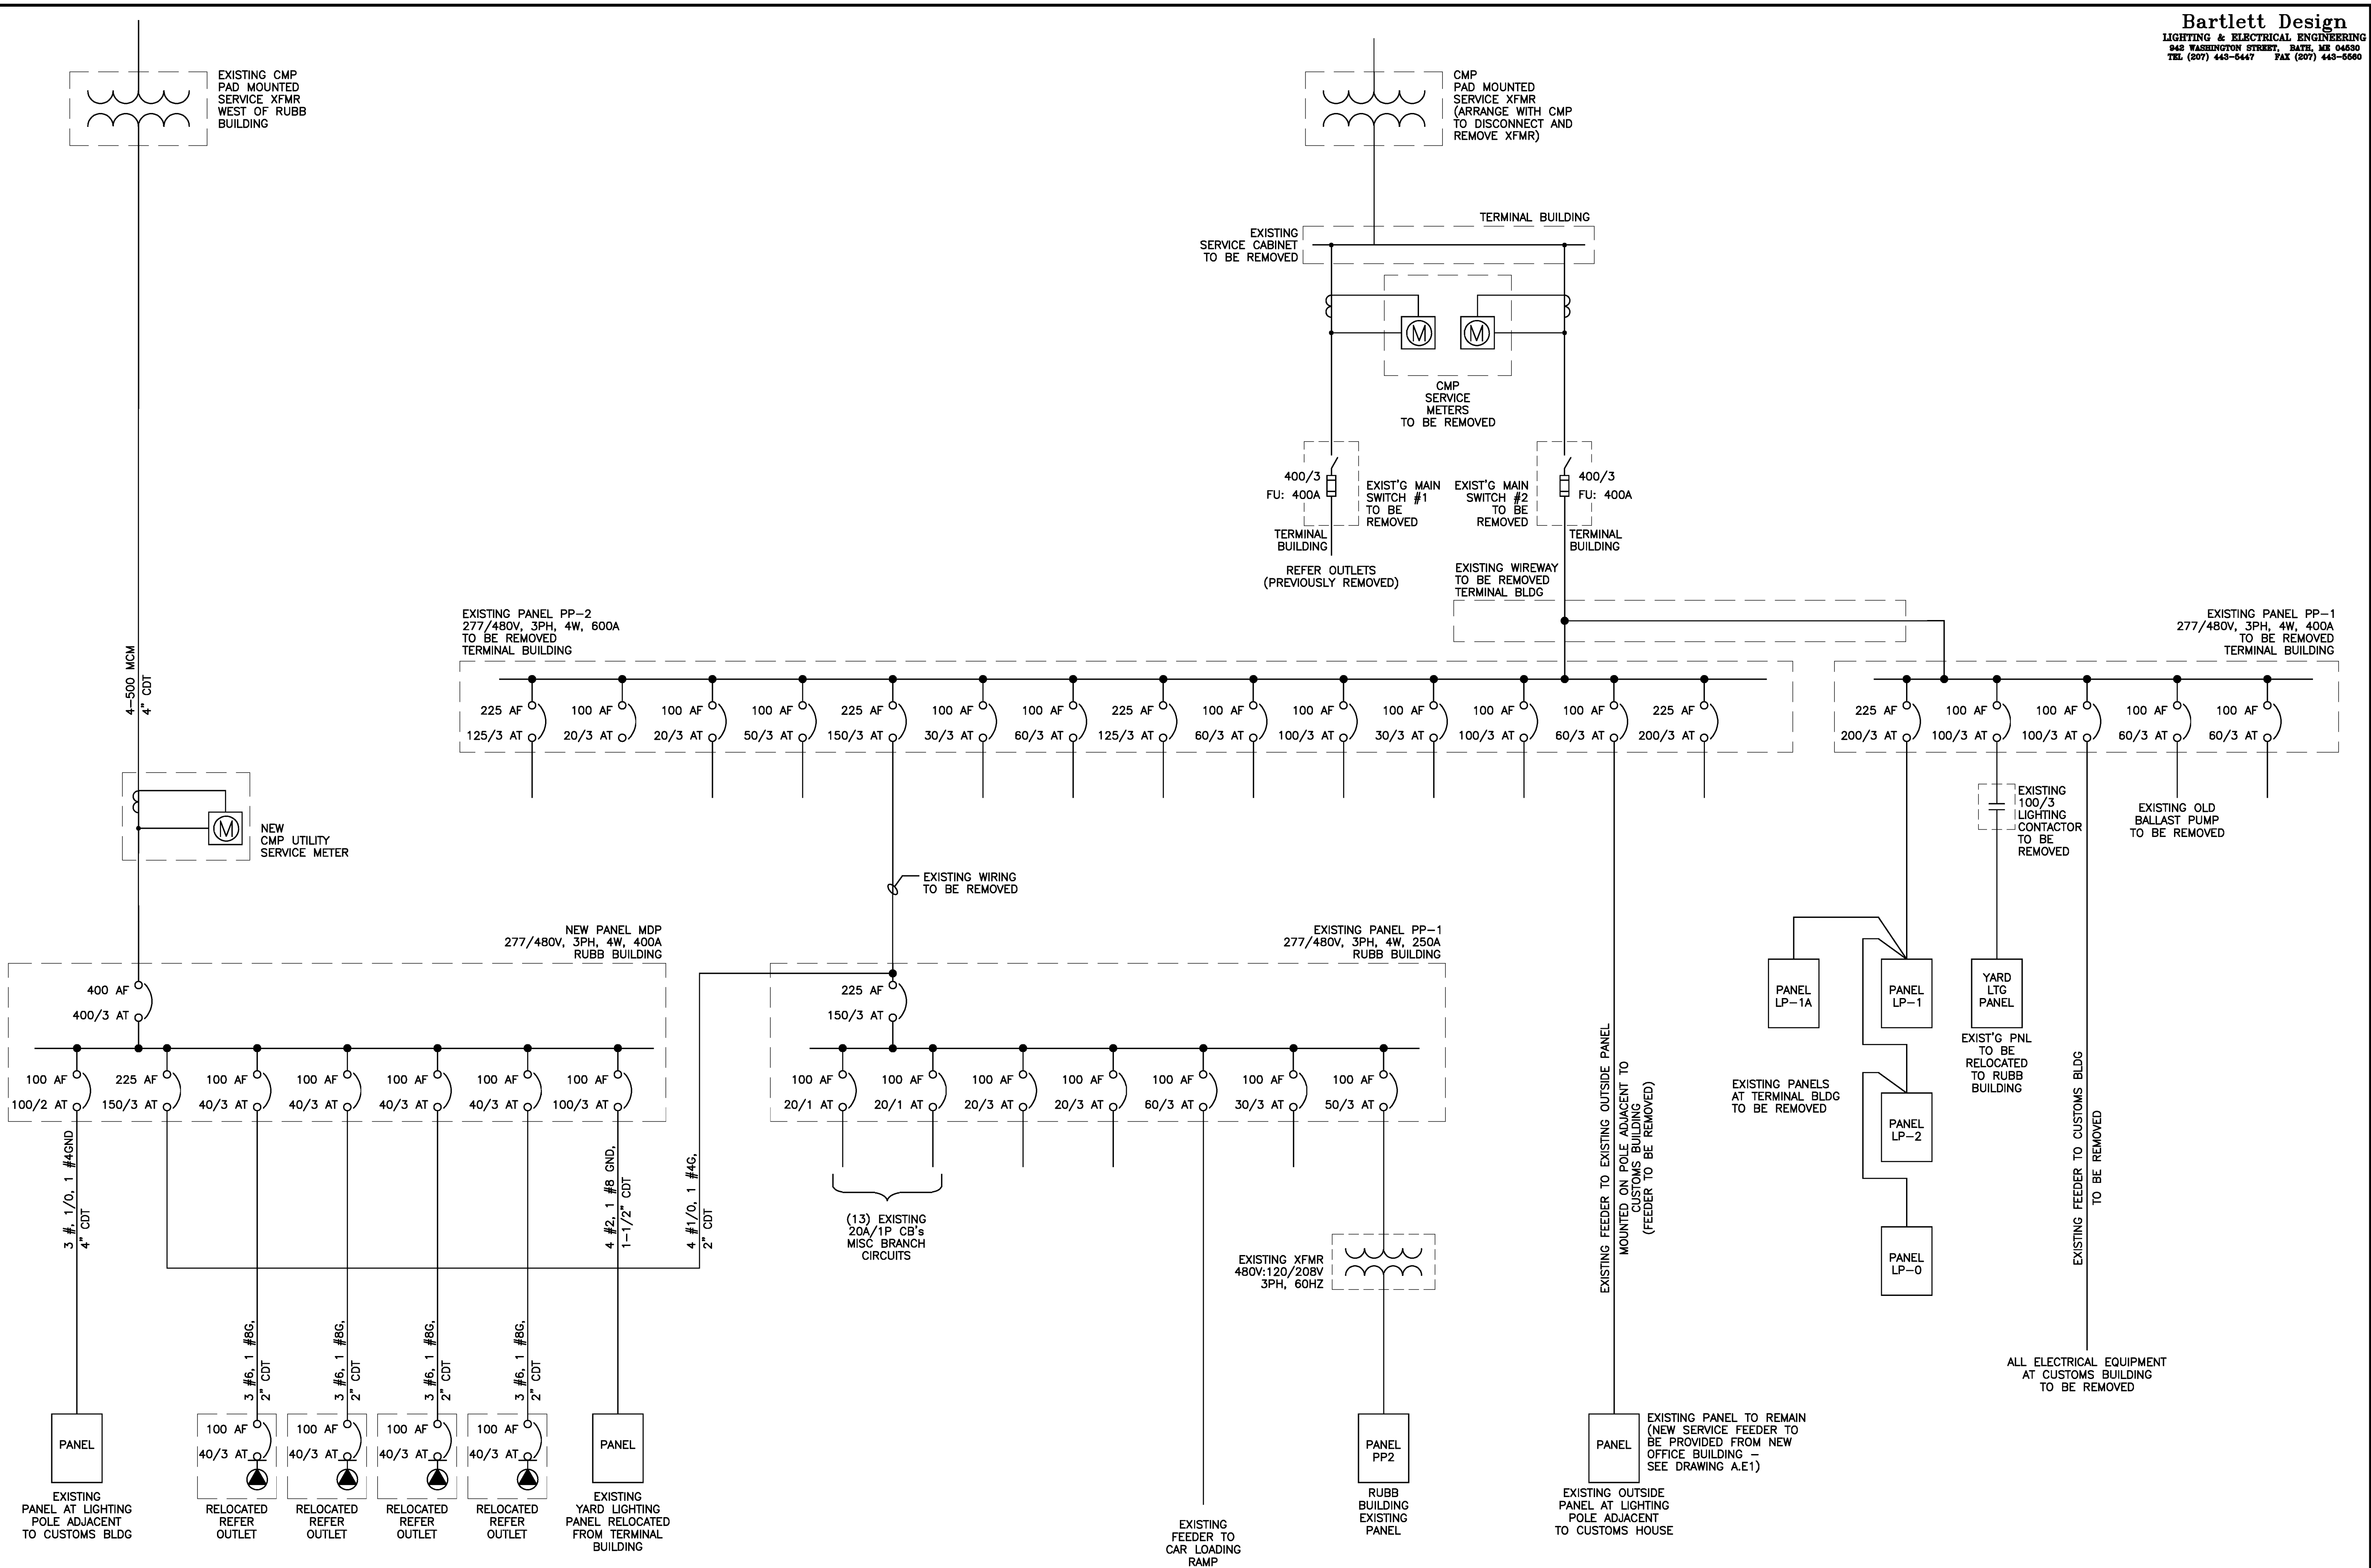 Bartlett Design
LIGHTING & ELECTRICAL ENGINEERING
942 WASHINGTON STREET, BATH, ME 04530
TEL (207) 443-5447 FAX (207) 443-5560
EXISTING CMP
PAD MOUNTED
SERVICE XFMR
WEST OF RUBB
BUILDING
CMP
PAD MOUNTED
SERVICE XFMR
(ARRANGE WITH CMP
TO DISCONNECT AND
REMOVE XFMR)
TERMINAL BUILDING
EXISTING
SERVICE CABINET
TO BE REMOVED
M
M
CMP
SERVICE
METERS
TO BE REMOVED
400/3
FU: 400A
EXIST'G MAIN
SWITCH #1
TO BE
REMOVED
EXIST'G MAIN
SWITCH #2
TO BE
REMOVED
400/3
FU: 400A
TERMINAL
BUILDING
TERMINAL
BUILDING
REFER OUTLETS
(PREVIOUSLY REMOVED)
EXISTING WIREWAY
TO BE REMOVED
TERMINAL BLDG
EXISTING PANEL PP-2
277/480V, 3PH, 4W, 600A
TO BE REMOVED
TERMINAL BUILDING
EXISTING PANEL PP-1
277/480V, 3PH, 4W, 400A
TO BE REMOVED
TERMINAL BUILDING
4-500 MCM
4" CDT
225 AF
125/3 AT
100 AF
20/3 AT
100 AF
20/3 AT
100 AF
50/3 AT
225 AF
150/3 AT
100 AF
30/3 AT
100 AF
60/3 AT
225 AF
125/3 AT
100 AF
60/3 AT
100 AF
100/3 AT
100 AF
30/3 AT
100 AF
100/3 AT
100 AF
60/3 AT
225 AF
200/3 AT
225 AF
200/3 AT
100 AF
100/3 AT
100 AF
100/3 AT
100 AF
60/3 AT
100 AF
60/3 AT
M
NEW
CMP UTILITY
SERVICE METER
EXISTING
100/3
LIGHTING
CONTACTOR
TO BE
REMOVED
EXISTING OLD
BALLAST PUMP
TO BE REMOVED
EXISTING WIRING
TO BE REMOVED
NEW PANEL MDP
277/480V, 3PH, 4W, 400A
RUBB BUILDING
EXISTING PANEL PP-1
277/480V, 3PH, 4W, 250A
RUBB BUILDING
400 AF
400/3 AT
225 AF
150/3 AT
PANEL
LP-1A
PANEL
LP-1
YARD
LTG
PANEL
EXIST'G PNL
TO BE
RELOCATED
TO RUBB
BUILDING
100 AF
100/2 AT
225 AF
150/3 AT
100 AF
40/3 AT
100 AF
40/3 AT
100 AF
40/3 AT
100 AF
40/3 AT
100 AF
100/3 AT
100 AF
20/1 AT
100 AF
20/1 AT
100 AF
20/3 AT
100 AF
20/3 AT
100 AF
60/3 AT
100 AF
30/3 AT
100 AF
50/3 AT
EXISTING PANELS
AT TERMINAL BLDG
TO BE REMOVED
PANEL
LP-2
PANEL
LP-0
3 #, 1/0, 1 #4GND
4" CDT
4 #2, 1 #8 GND,
1-1/2" CDT
4 #1/0, 1 #4G,
2" CDT
(13) EXISTING
20A/1P CB's
MISC BRANCH
CIRCUITS
EXISTING XFMR
480V:120/208V
3PH, 60HZ
EXISTING FEEDER TO EXISTING OUTSIDE PANEL
MOUNTED ON POLE ADJACENT TO
CUSTOMS BUILDING
(FEEDER TO BE REMOVED)
EXISTING FEEDER TO CUSTOMS BLDG
TO BE REMOVED
3 #6, 1 #8G,
2" CDT
3 #6, 1 #8G,
2" CDT
3 #6, 1 #8G,
2" CDT
3 #6, 1 #8G,
2" CDT
ALL ELECTRICAL EQUIPMENT
AT CUSTOMS BUILDING
TO BE REMOVED
PANEL
100 AF
40/3 AT
100 AF
40/3 AT
100 AF
40/3 AT
100 AF
40/3 AT
PANEL
PANEL
PP2
PANEL
EXISTING PANEL TO REMAIN
(NEW SERVICE FEEDER TO
BE PROVIDED FROM NEW
OFFICE BUILDING -
SEE DRAWING A.E1)
EXISTING
PANEL AT LIGHTING
POLE ADJACENT
TO CUSTOMS BLDG
RELOCATED
REFER
OUTLET
RELOCATED
REFER
OUTLET
RELOCATED
REFER
OUTLET
RELOCATED
REFER
OUTLET
EXISTING
YARD LIGHTING
PANEL RELOCATED
FROM TERMINAL
BUILDING
EXISTING
FEEDER TO
CAR LOADING
RAMP
RUBB
BUILDING
EXISTING
PANEL
EXISTING OUTSIDE
PANEL AT LIGHTING
POLE ADJACENT
TO CUSTOMS HOUSE